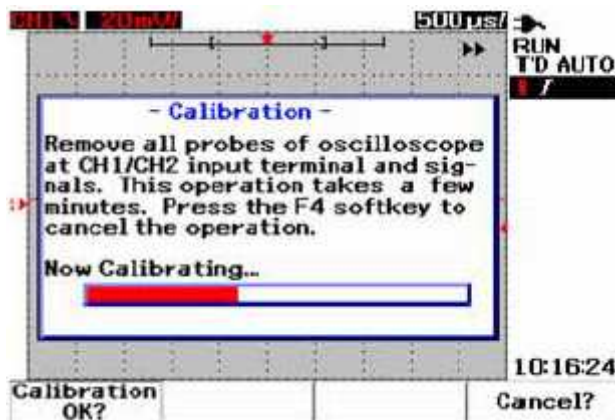 CH1 20mV/ 500 µs/
RUN
T'D AUTO
- Calibration -
Remove all probes of oscilloscope
at CH1/CH2 input terminal and sig-
nals. This operation takes a few
minutes. Press the F4 softkey to
cancel the operation.
Now Calibrating...
10:16:24
Calibration
OK?
Cancel?